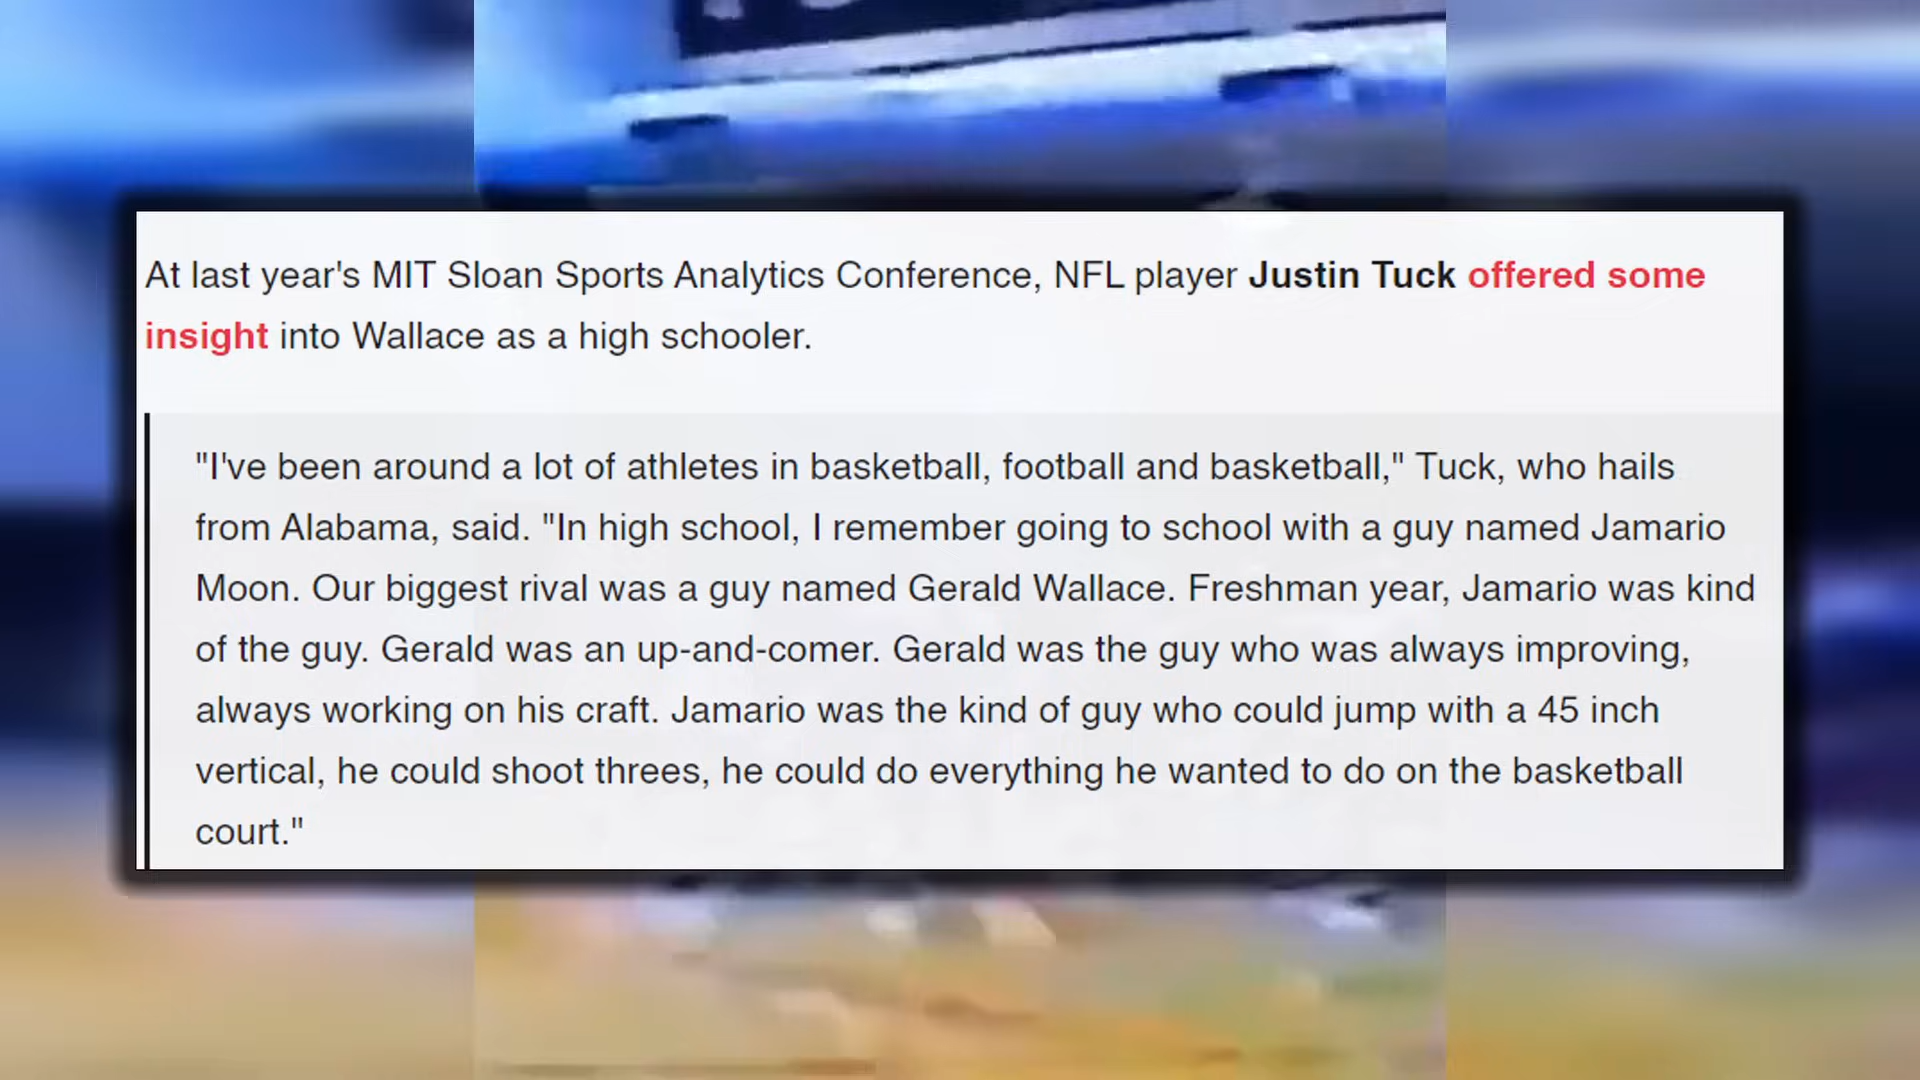 At last year's MIT Sloan Sports Analytics Conference, NFL player Justin Tuck offered some
insight into Wallace as a high schooler.
"I've been around a lot of athletes in basketball, football and basketball," Tuck, who hails
from Alabama, said. "In high school, I remember going to school with a guy named Jamario
Moon. Our biggest rival was a guy named Gerald Wallace. Freshman year, Jamario was kind
of the guy. Gerald was an up-and-comer. Gerald was the guy who was always improving,
always working on his craft. Jamario was the kind of guy who could jump with a 45 inch
vertical, he could shoot threes, he could do everything he wanted to do on the basketball
court."